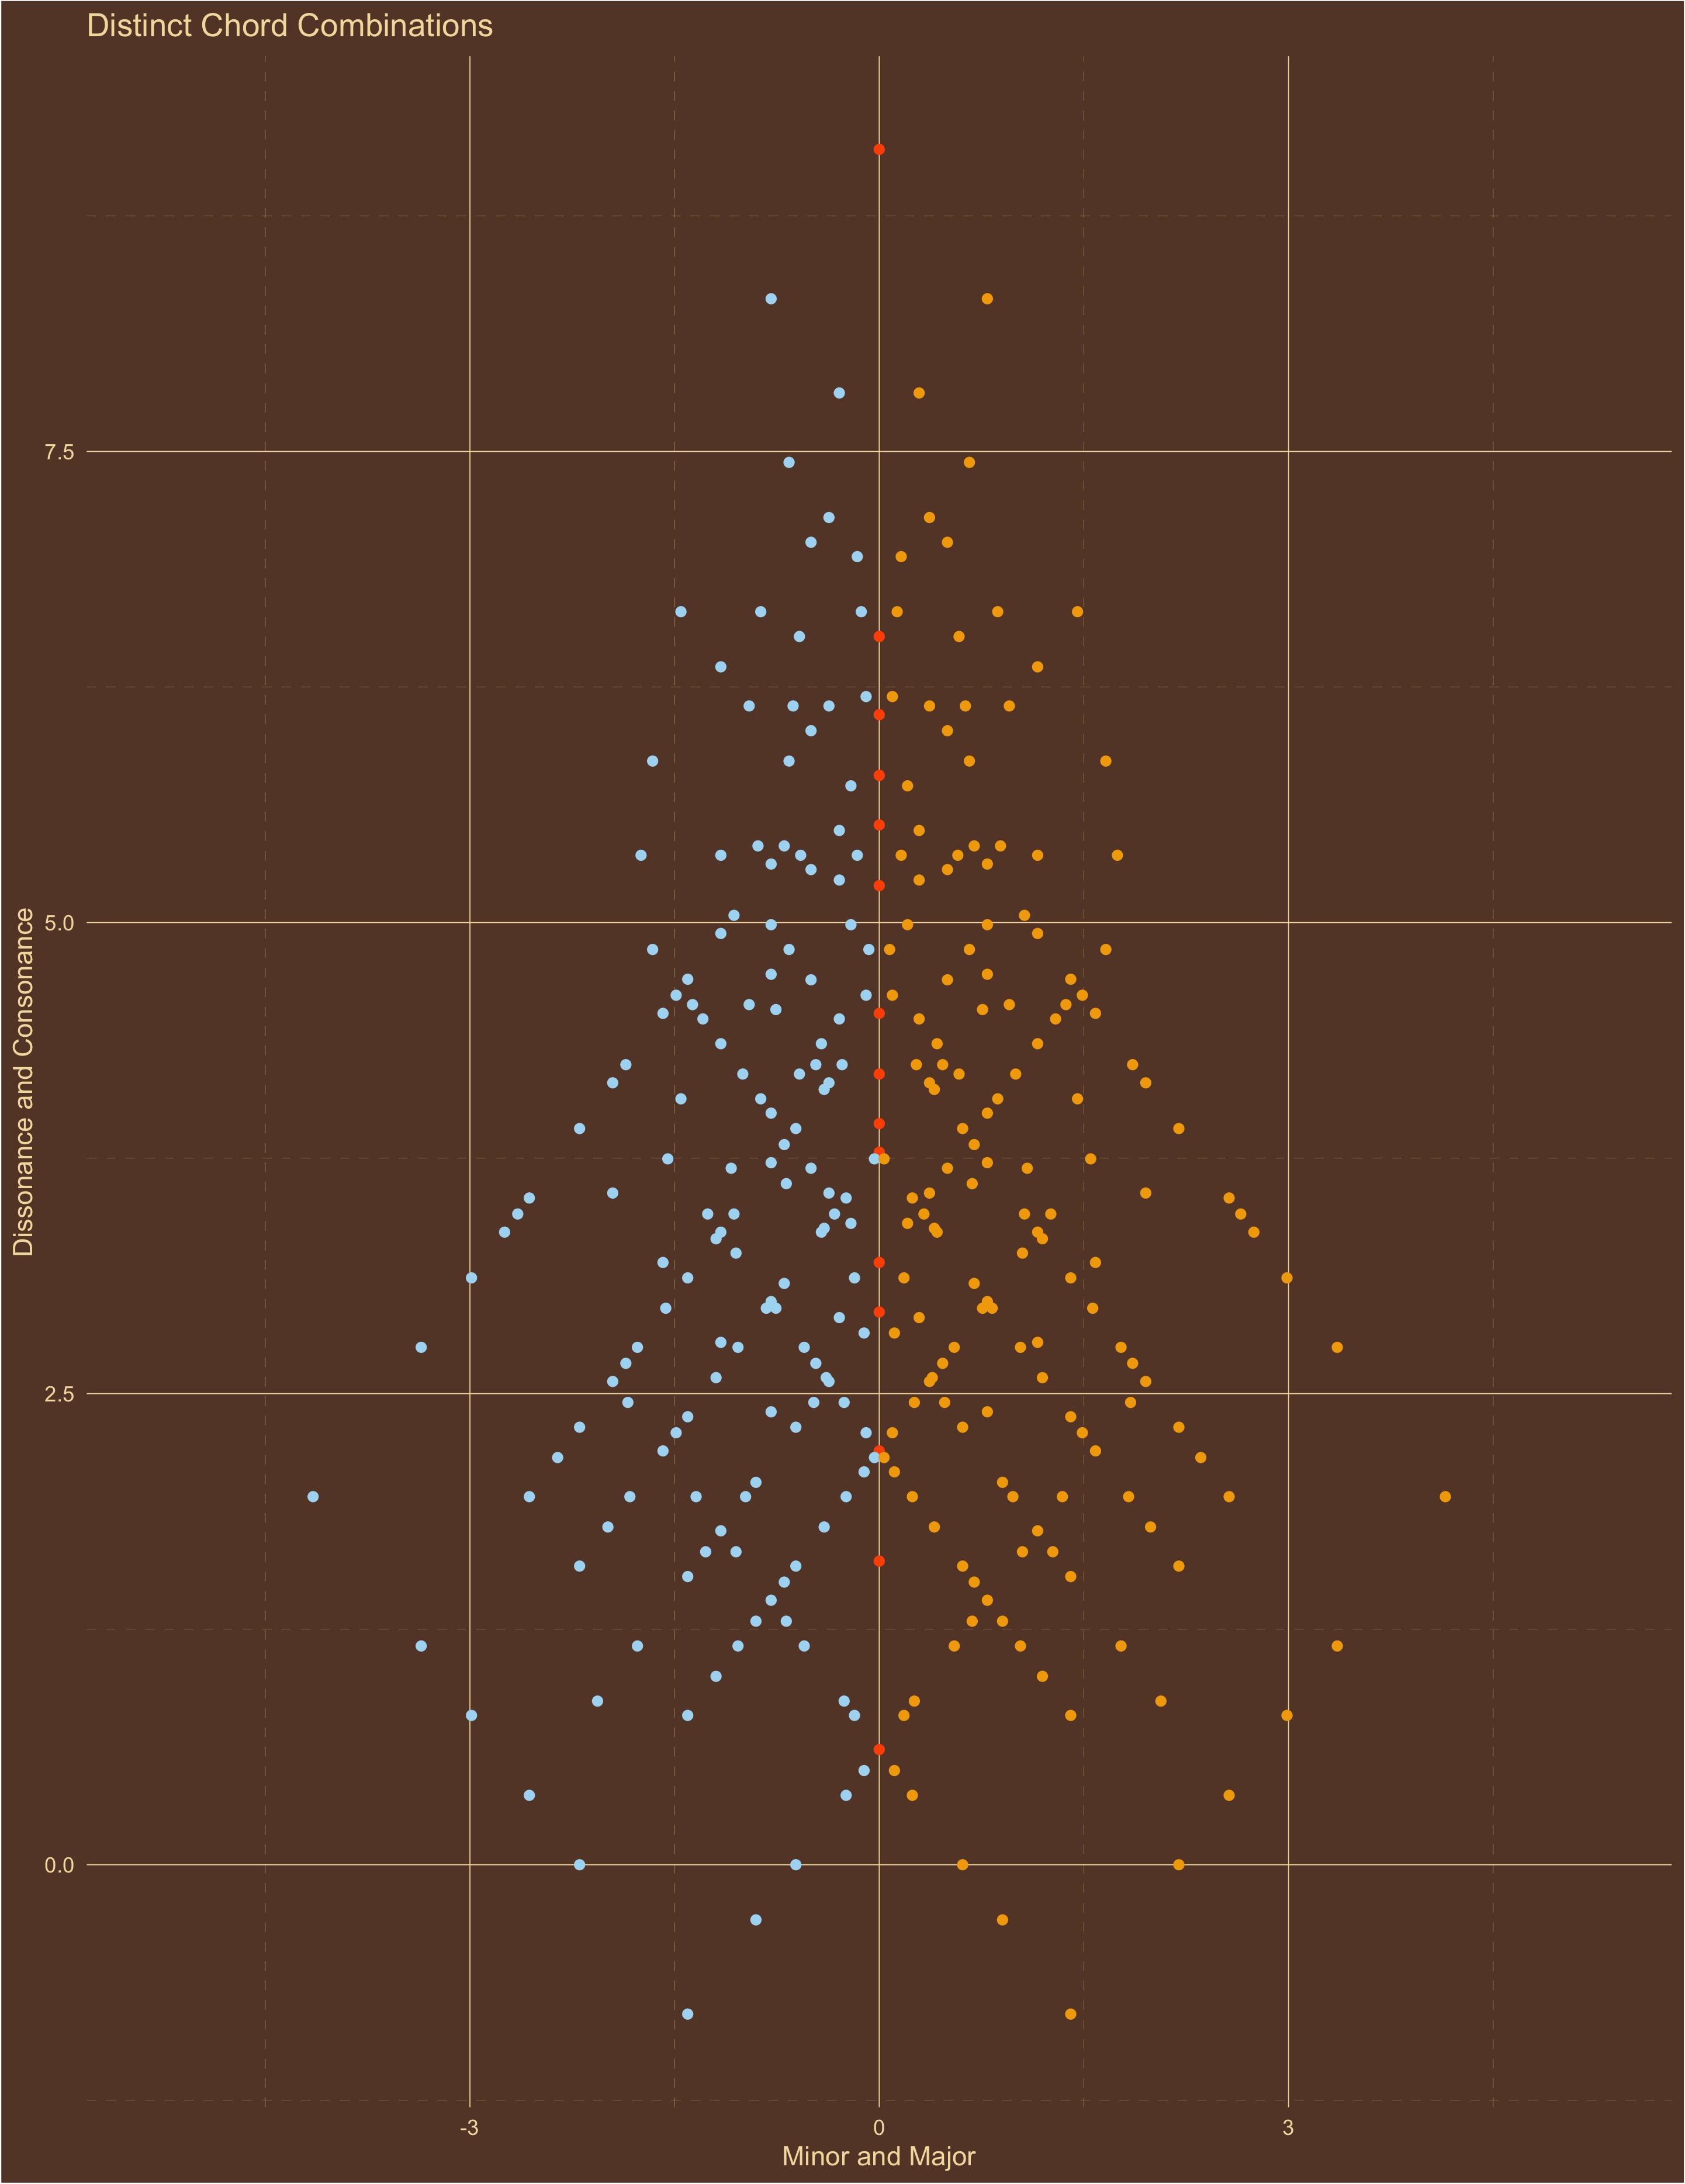 Distinct Chord Combinations
7.5
5.0
2.5
0.0
Dissonance and Consonance
-3 0 3
Minor and Major